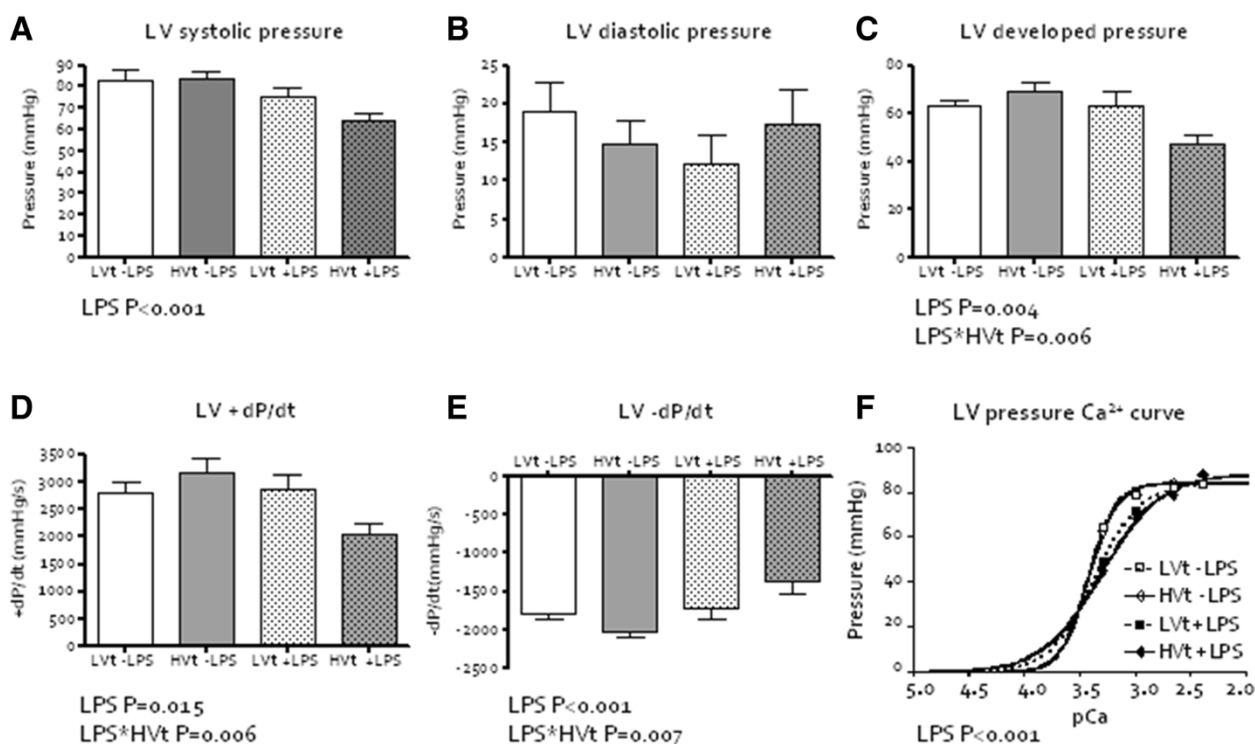 A
LV systolic pressure
Pressure (mmHg)
90
80
70
60
50
40
30
20
10
0
LVt -LPS HVt -LPS LVt +LPS HVt +LPS
LPS P<0.001
B
LV diastolic pressure
Pressure (mmHg)
25
20
15
10
5
0
LVt -LPS HVt -LPS LVt +LPS HVt +LPS
C
LV developed pressure
Pressure (mmHg)
80
60
40
20
0
LVt -LPS HVt -LPS LVt +LPS HVt +LPS
LPS P=0.004
LPS*HVt P=0.006
D
LV +dP/dt
+dP/dt (mmHg/s)
3500
3000
2500
2000
1500
1000
500
0
LVt -LPS HVt -LPS LVt +LPS HVt +LPS
LPS P=0.015
LPS*HVt P=0.006
E
LV -dP/dt
LVt -LPS HVt -LPS LVt +LPS HVt +LPS
-dP/dt(mmHg/s)
0
-500
-1000
-1500
-2000
-2500
LPS P<0.001
LPS*HVt P=0.007
F
LV pressure Ca²⁺ curve
Pressure (mmHg)
100
80
60
40
20
0
LVt -LPS
HVt -LPS
LVt+LPS
HVt +LPS
5.0 4.5 4.0 3.5 3.0 2.5 2.0
pCa
LPS P<0.001